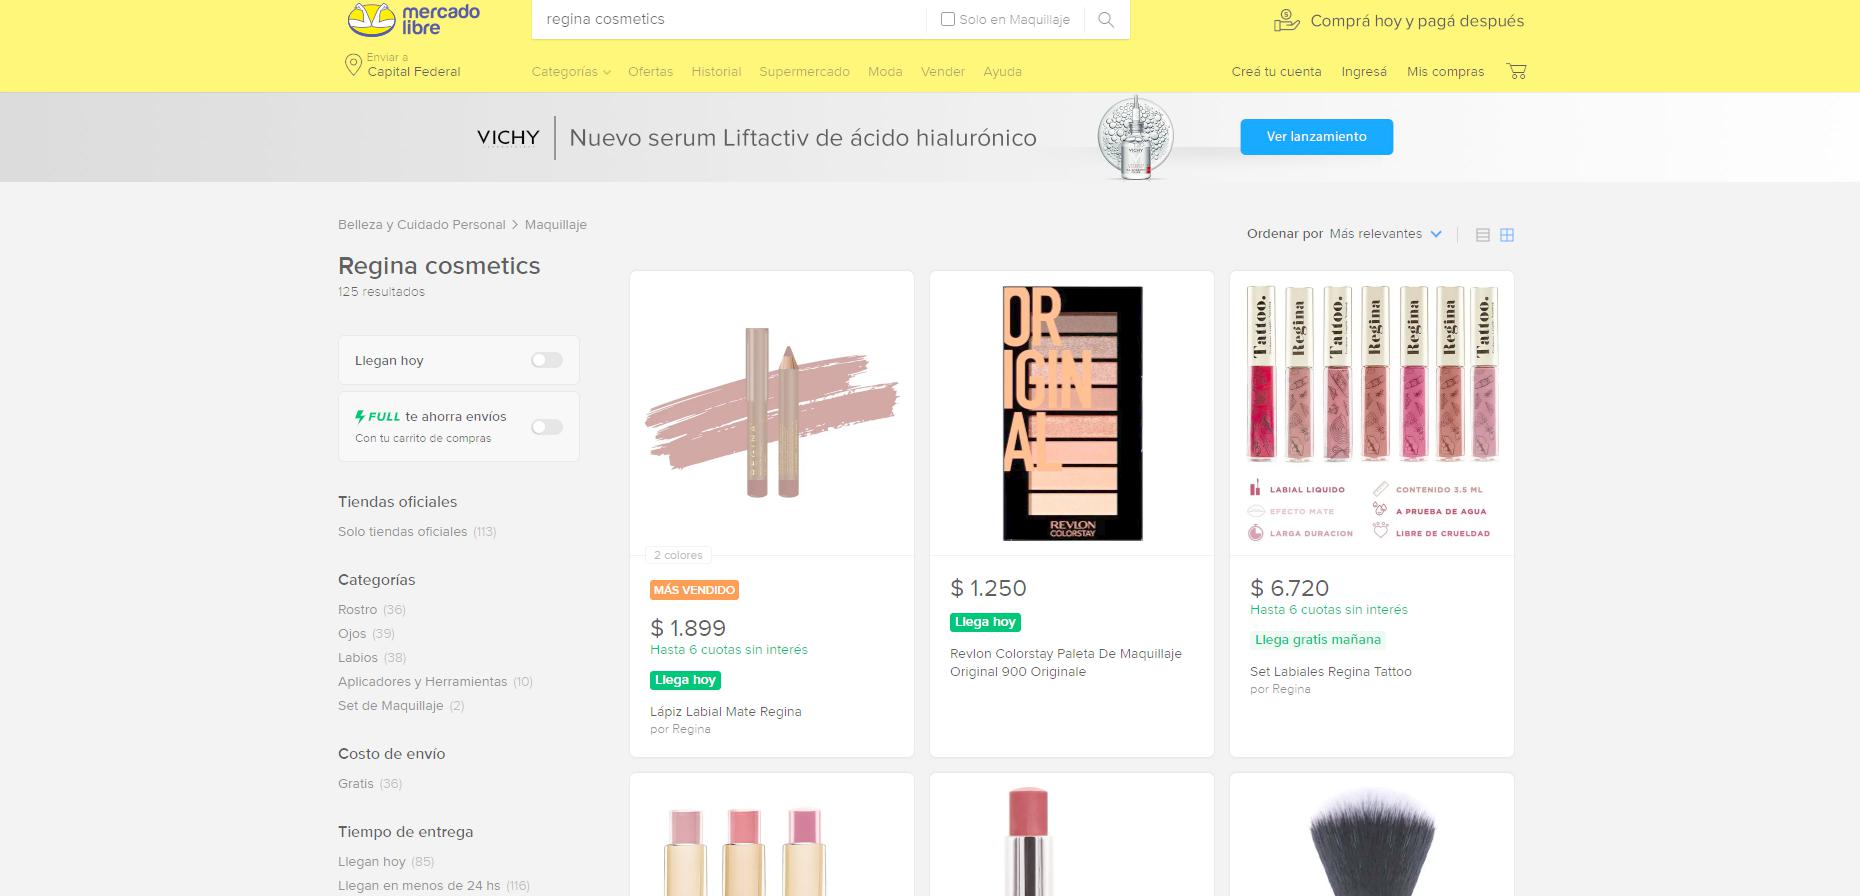 mercado
libre
regina cosmetics
Solo en Maquillaje
Comprá hoy y pagá después
Enviar a
Capital Federal
Categorías
Ofertas
Historial
Supermercado
Moda
Vender
Ayuda
Creá tu cuenta
Ingresá
Mis compras
VICHY
Nuevo serum Liftactiv de ácido hialurónico
VICHY
Ver lanzamiento
Belleza y Cuidado Personal > Maquillaje
Ordenar por Más relevantes
Regina cosmetics
125 resultados
Llegan hoy
FULL te ahorra envíos
Con tu carrito de compras
Tiendas oficiales
Solo tiendas oficiales (113)
Categorías
Rostro (36)
Ojos (39)
Labios (38)
Aplicadores y Herramientas (10)
Set de Maquillaje (2)
Costo de envío
Gratis (36)
Tiempo de entrega
Llegan hoy (85)
Llegan en menos de 24 hs (116)
REGINA
2 colores
MÁS VENDIDO
$ 1.899
Hasta 6 cuotas sin interés
Llega hoy
Lápiz Labial Mate Regina
por Regina
OR
IGIN
AL
REVLON
COLORSTAY
$ 1.250
Llega hoy
Revlon Colorstay Paleta De Maquillaje
Original 900 Originale
Tattoo.
Regina
Tattoo.
Regina
Regina
Regina
Tattoo.
LABIAL LIQUIDO
CONTENIDO 3.5 ML
EFECTO MATE
A PRUEBA DE AGUA
LARGA DURACION
LIBRE DE CRUELDAD
$ 6.720
Hasta 6 cuotas sin interés
Llega gratis mañana
Set Labiales Regina Tattoo
por Regina